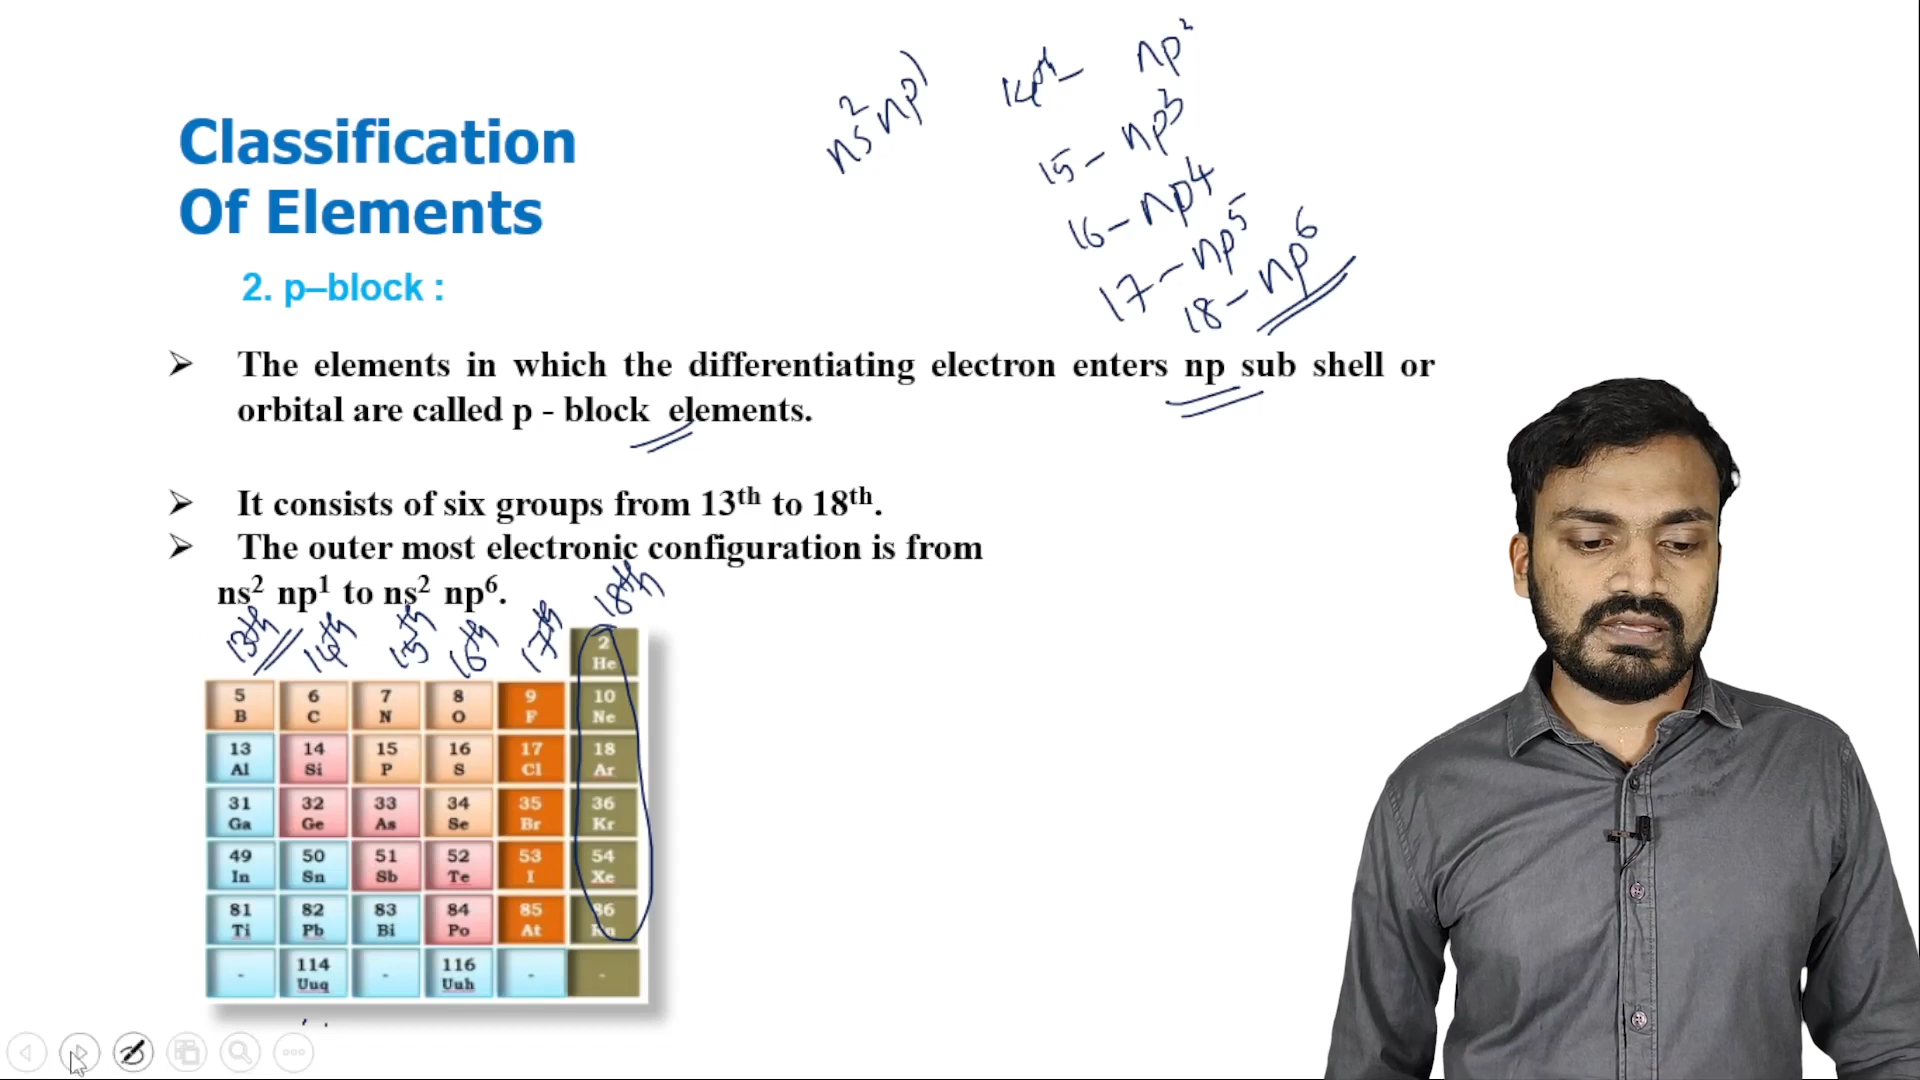 ns² np¹
14th – np²
15 – np³
16 – np⁴
17 – np⁵
18 – np⁶
Classification
Of Elements
2. p–block :
➢ The elements in which the differentiating electron enters np sub shell or
orbital are called p - block elements.
➢ It consists of six groups from 13th to 18th.
➢ The outer most electronic configuration is from
ns² np¹ to ns² np⁶.
13th 14th 15th 16th 17th 18th
2
He
5 6 7 8 9 10
B C N O F Ne
13 14 15 16 17 18
Al Si P S Cl Ar
31 32 33 34 35 36
Ga Ge As Se Br Kr
49 50 51 52 53 54
In Sn Sb Te I Xe
81 82 83 84 85 86
Ti Pb Bi Po At Rn
- 114 - 116 - -
Uuq Uuh